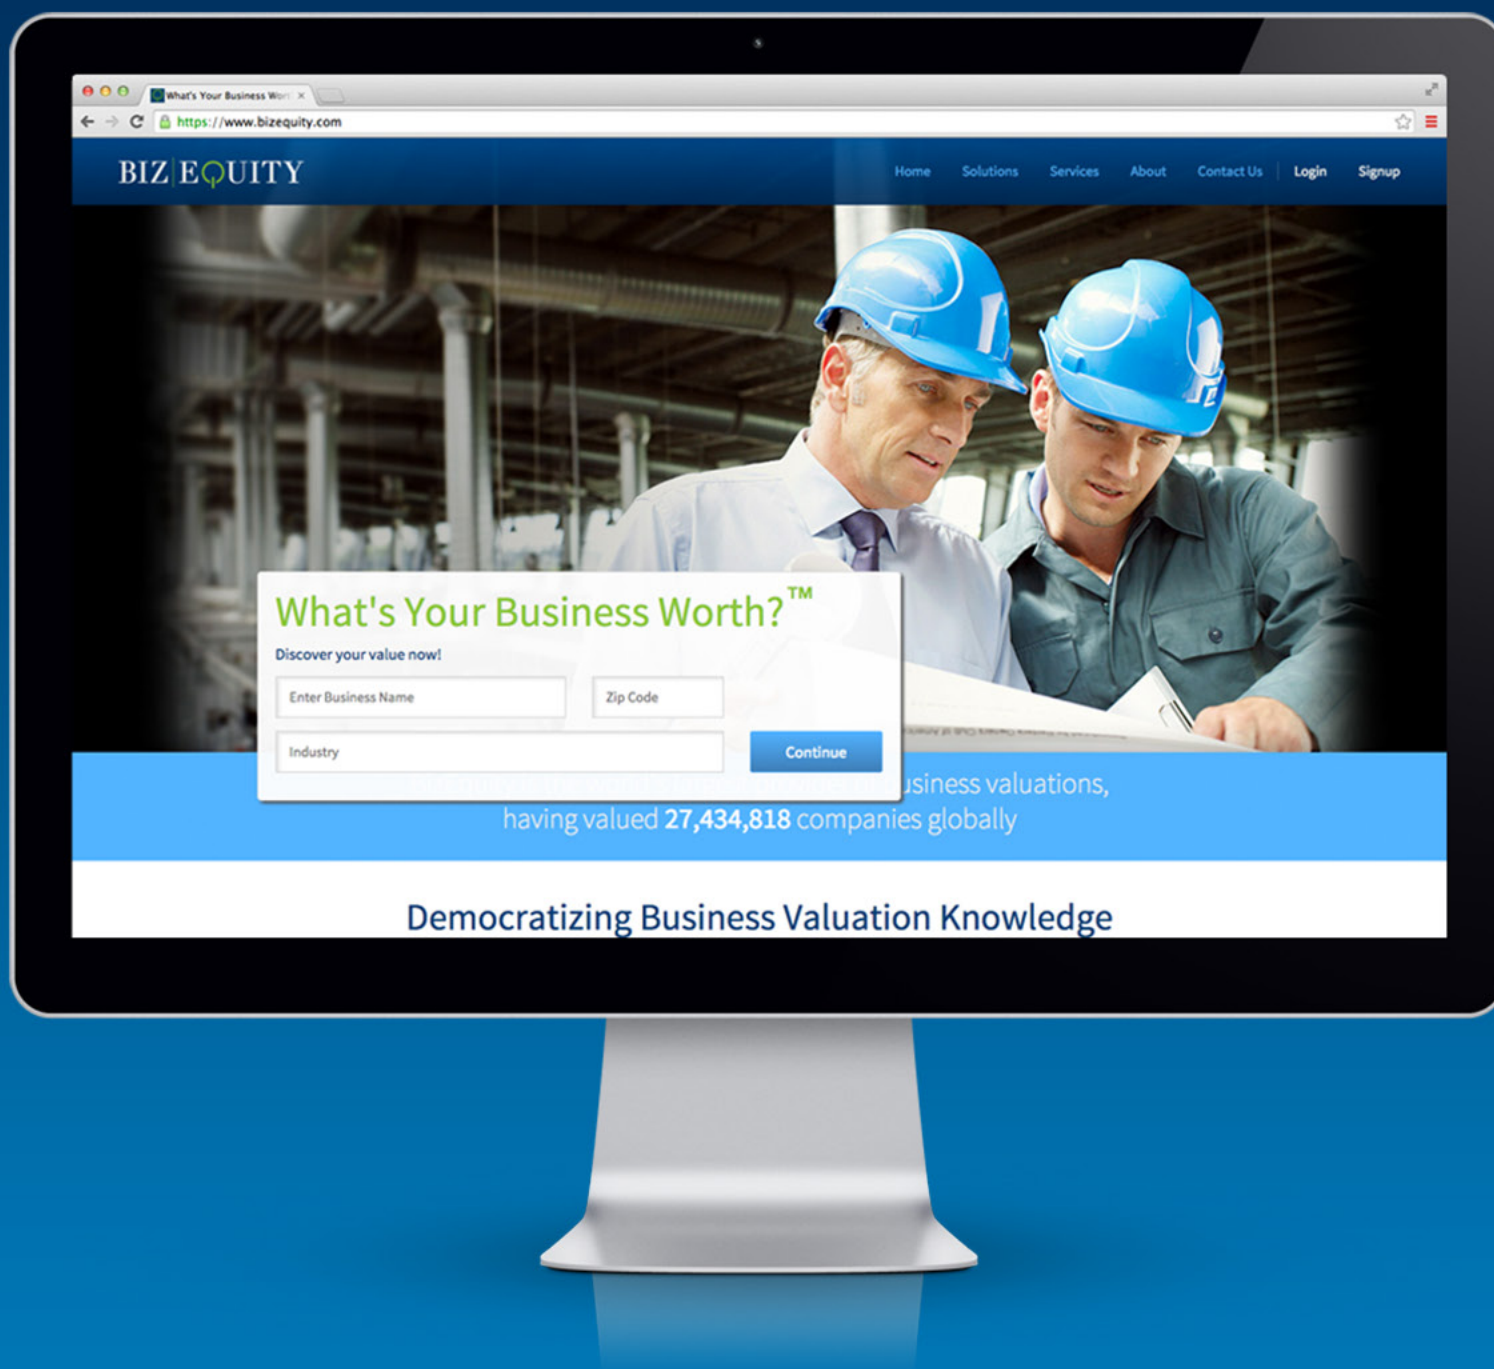 What's Your Business Wor
https://www.bizequity.com
BIZ EQUITY
Home Solutions Services About Contact Us Login Signup
What's Your Business Worth?™
Discover your value now!
Enter Business Name
Zip Code
Industry
Continue
usiness valuations,
having valued 27,434,818 companies globally
Democratizing Business Valuation Knowledge